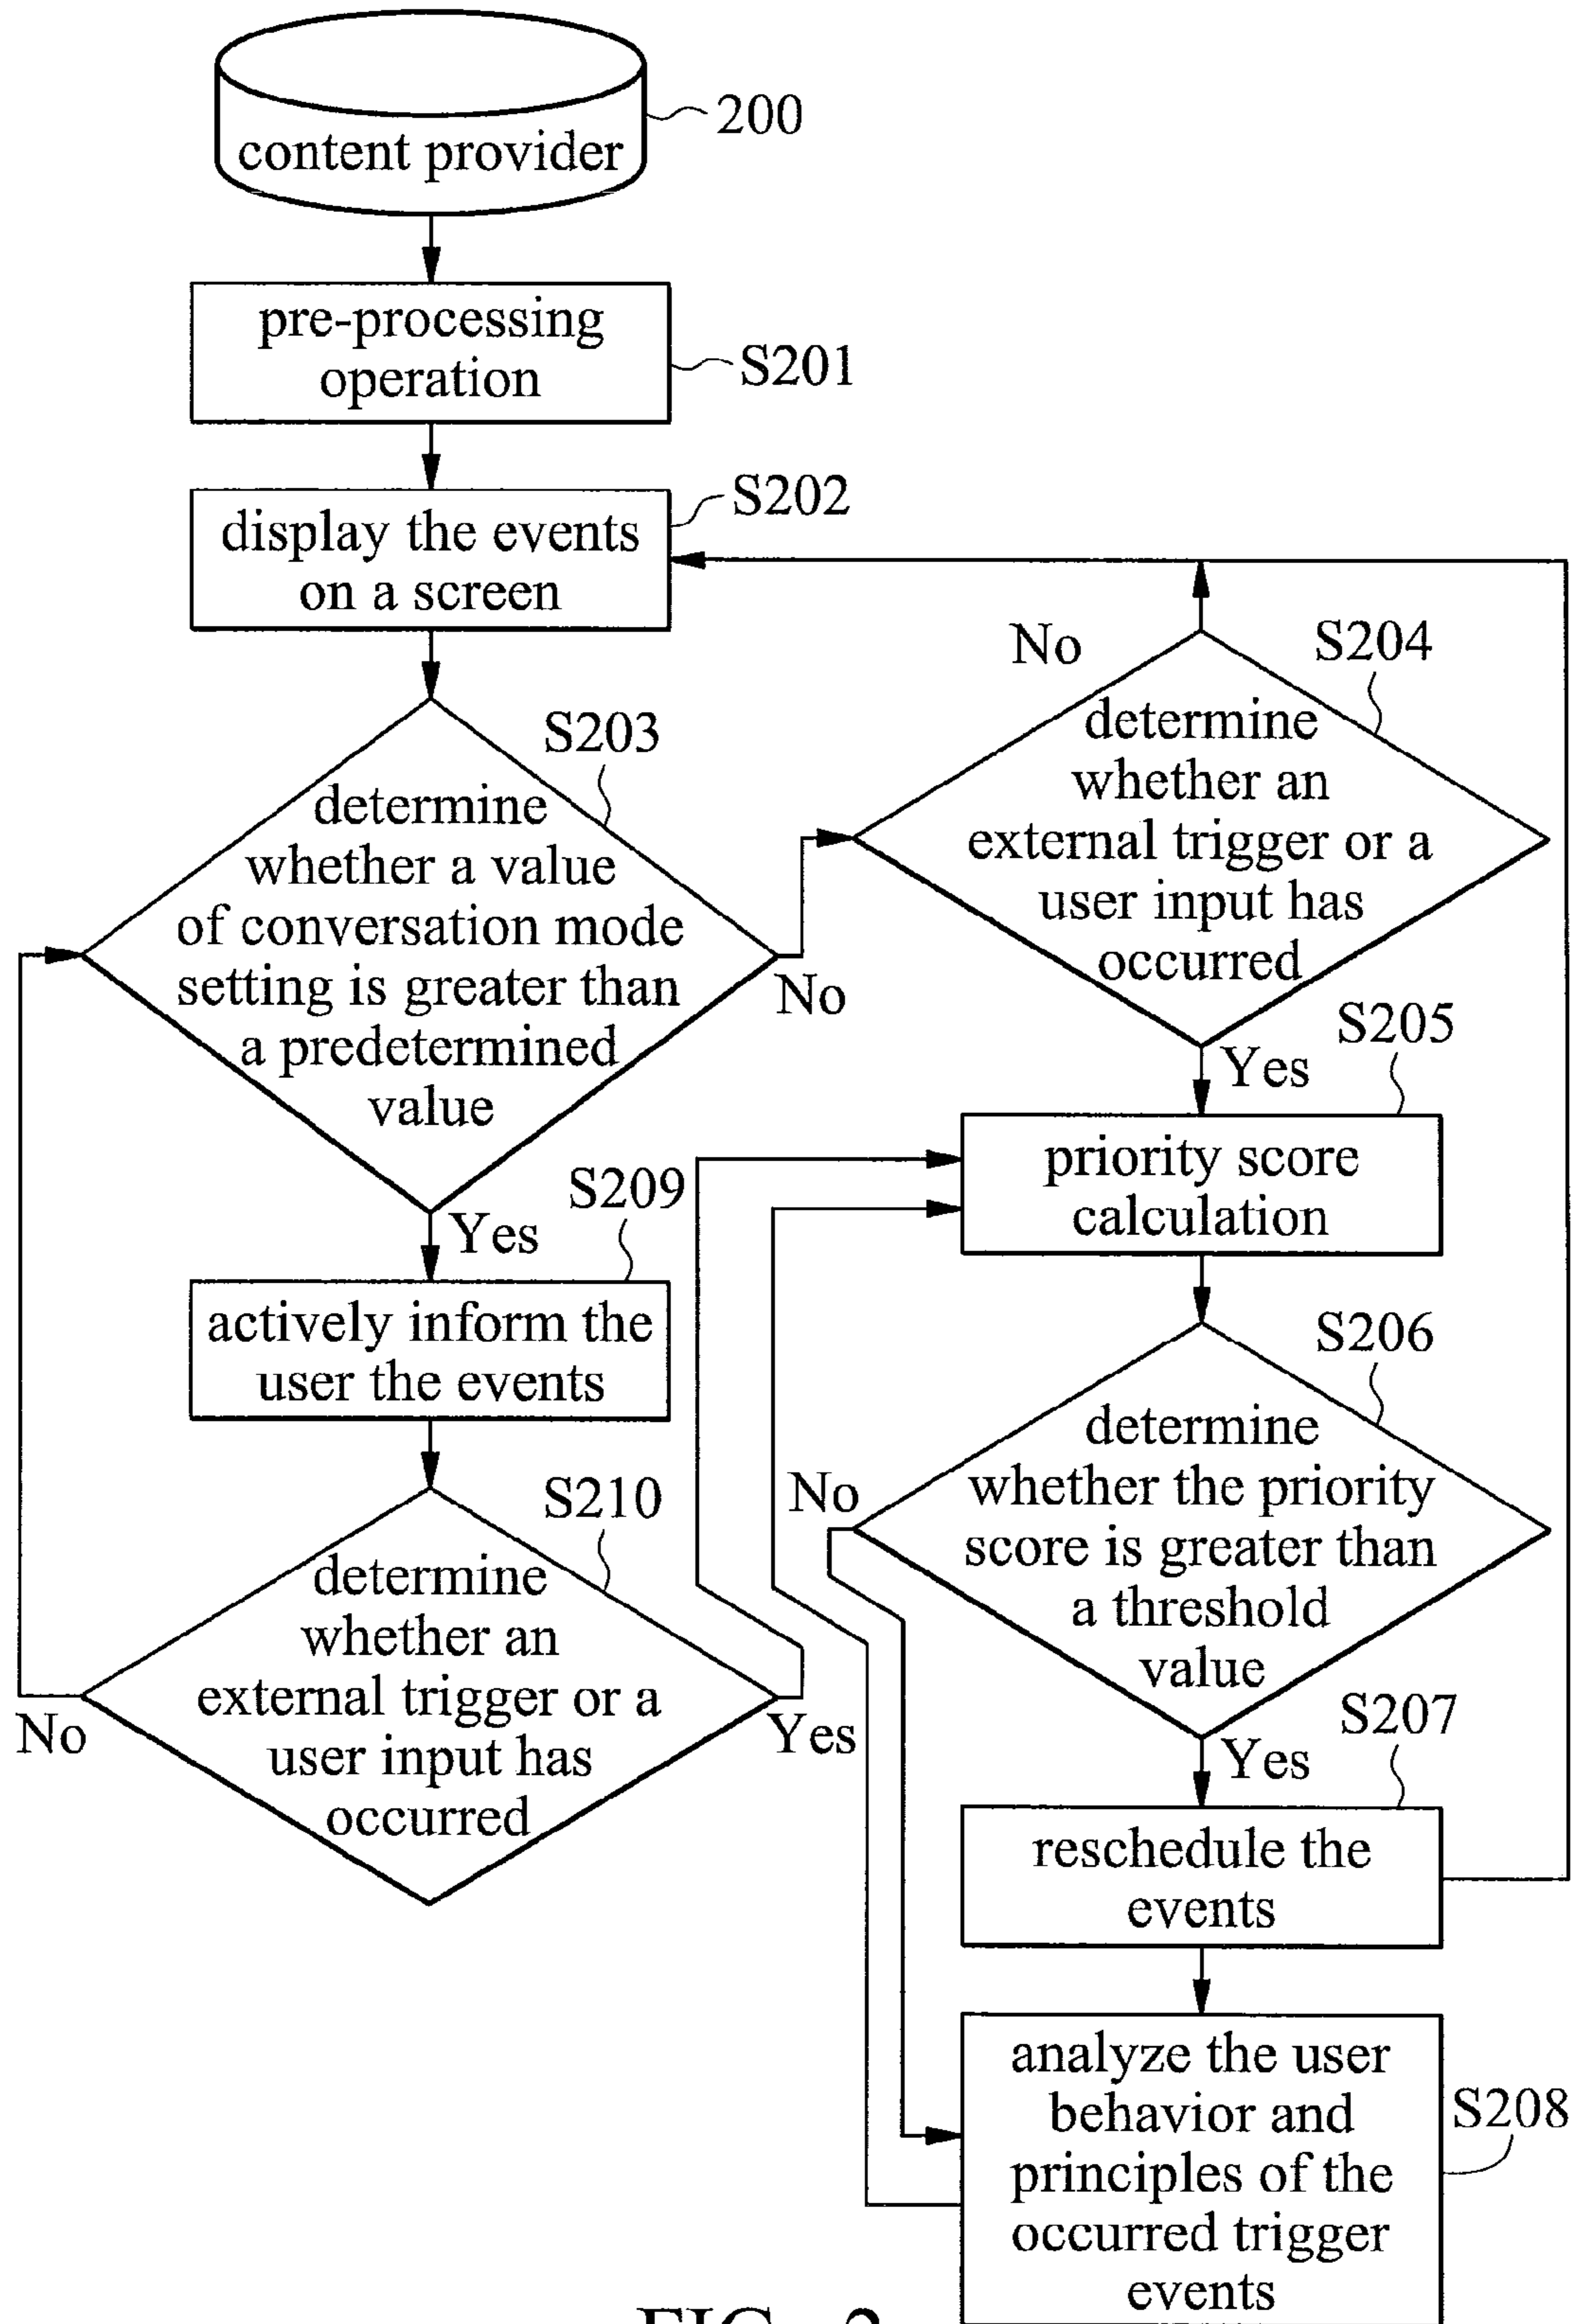 content provider
200
pre-processing
operation
S201
display the events
on a screen
S202
determine
whether a value
of conversation mode
setting is greater than
a predetermined
value
S203
No
Yes
determine
whether an
external trigger or a
user input has
occurred
S204
No
Yes
priority score
calculation
S205
actively inform the
user the events
S209
determine
whether the priority
score is greater than
a threshold
value
S206
No
Yes
determine
whether an
external trigger or a
user input has
occurred
S210
No
Yes
reschedule the
events
S207
analyze the user
behavior and
principles of the
occurred trigger
events
S208
FIG. 2